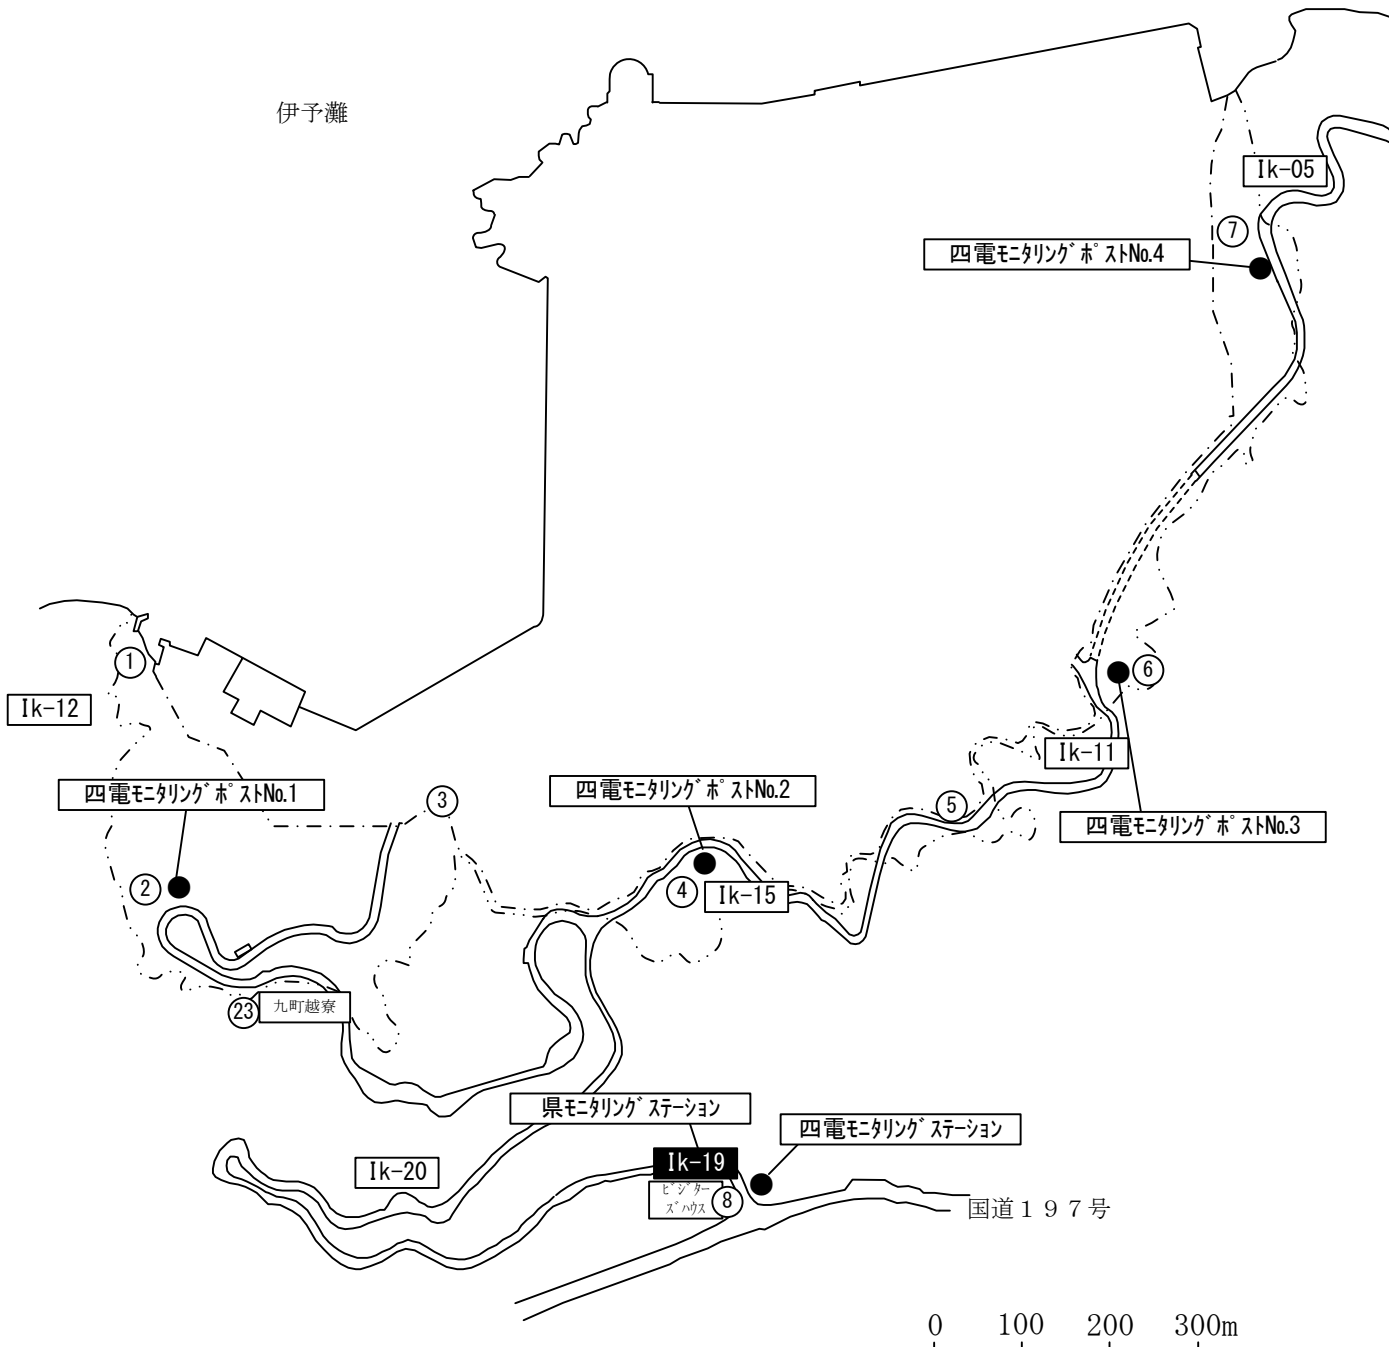 伊予灘
Ik-05
⑦
四電ﾓﾆﾀﾘﾝｸﾞﾎﾟｽﾄNo.4
①
⑥
Ik-12
Ik-11
四電ﾓﾆﾀﾘﾝｸﾞﾎﾟｽﾄNo.1
③
四電ﾓﾆﾀﾘﾝｸﾞﾎﾟｽﾄNo.2
⑤
四電ﾓﾆﾀﾘﾝｸﾞﾎﾟｽﾄNo.3
②
④
Ik-15
㉓
九町越寮
県ﾓﾆﾀﾘﾝｸﾞｽﾃｰｼｮﾝ
四電ﾓﾆﾀﾘﾝｸﾞｽﾃｰｼｮﾝ
Ik-20
Ik-19
ﾋﾞｼﾞﾀｰ
ｽﾞﾊｳｽ
⑧
国道１９７号
0 100 200 300m